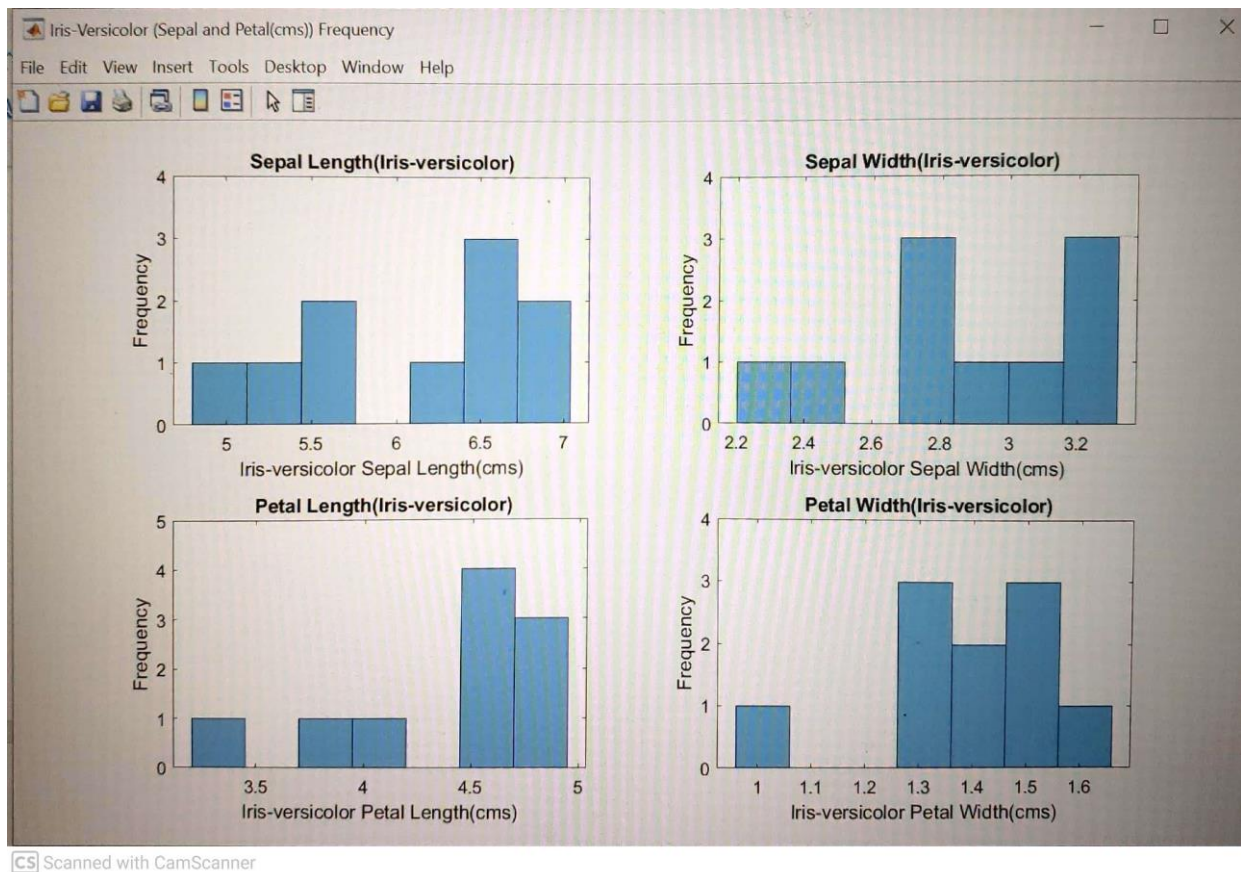 Iris-Versicolor (Sepal and Petal(cms)) Frequency
File Edit View Insert Tools Desktop Window Help
Sepal Length(Iris-versicolor)
4
3
2
1
0
Frequency
5 5.5 6 6.5 7
Iris-versicolor Sepal Length(cms)
Sepal Width(Iris-versicolor)
4
3
2
1
0
Frequency
2.2 2.4 2.6 2.8 3 3.2
Iris-versicolor Sepal Width(cms)
Petal Length(Iris-versicolor)
5
4
3
2
1
0
Frequency
3.5 4 4.5 5
Iris-versicolor Petal Length(cms)
Petal Width(Iris-versicolor)
4
3
2
1
0
Frequency
1 1.1 1.2 1.3 1.4 1.5 1.6
Iris-versicolor Petal Width(cms)
CS Scanned with CamScanner